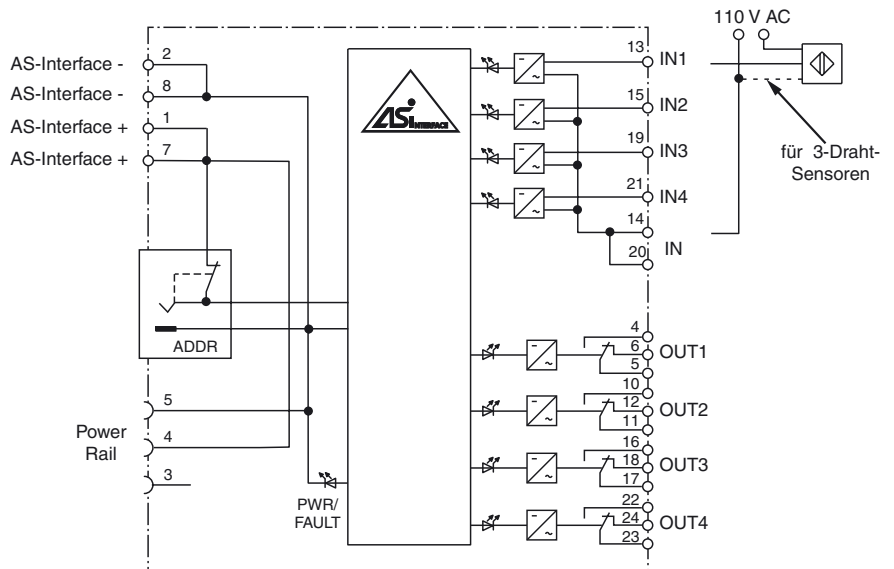 110 V AC
AS-Interface -
2
AS-Interface -
8
AS-Interface +
1
AS-Interface +
7
ASi
INTERFACE
13
IN1
15
IN2
19
IN3
21
IN4
14
20
IN
für 3-Draht-
Sensoren
ADDR
Power
Rail
5
4
3
PWR/
FAULT
4
6
5
OUT1
10
12
11
OUT2
16
18
17
OUT3
22
24
23
OUT4